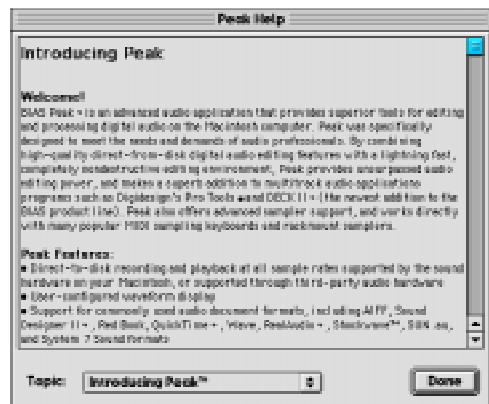 Peak Help
Introducing Peak
Welcome!
BIAS Peak is an advanced audio application that provides superior tools for editing
and processing digital audio on the Macintosh computer. Peak was specifically
designed to meet the needs and demands of audio professionals. By combining
high-quality direct-from-disk digital audio editing features with a lightning fast,
completely nondestructive editing environment, Peak provides unsurpassed audio
editing power, and makes a superb addition to multitrack audio applications
programs such as Digidesign's Pro Tools and DECK II (the newest addition to the
BIAS product line). Peak also offers advanced sampler support, and works directly
with many popular MIDI sampling keyboards and rackmount samplers.
Peak Features:
• Direct-to-disk recording and playback at all sample rates supported by the sound
hardware on your Macintosh, or supported through third-party audio hardware
• User-configured waveform display
• Support for commonly used audio document formats, including AIFF, Sound
Designer II, Red Book, QuickTime, Wave, RealAudio, Shockwave™, SUN .au,
and System 7 Sound formats
Topic: Introducing Peak™
Done